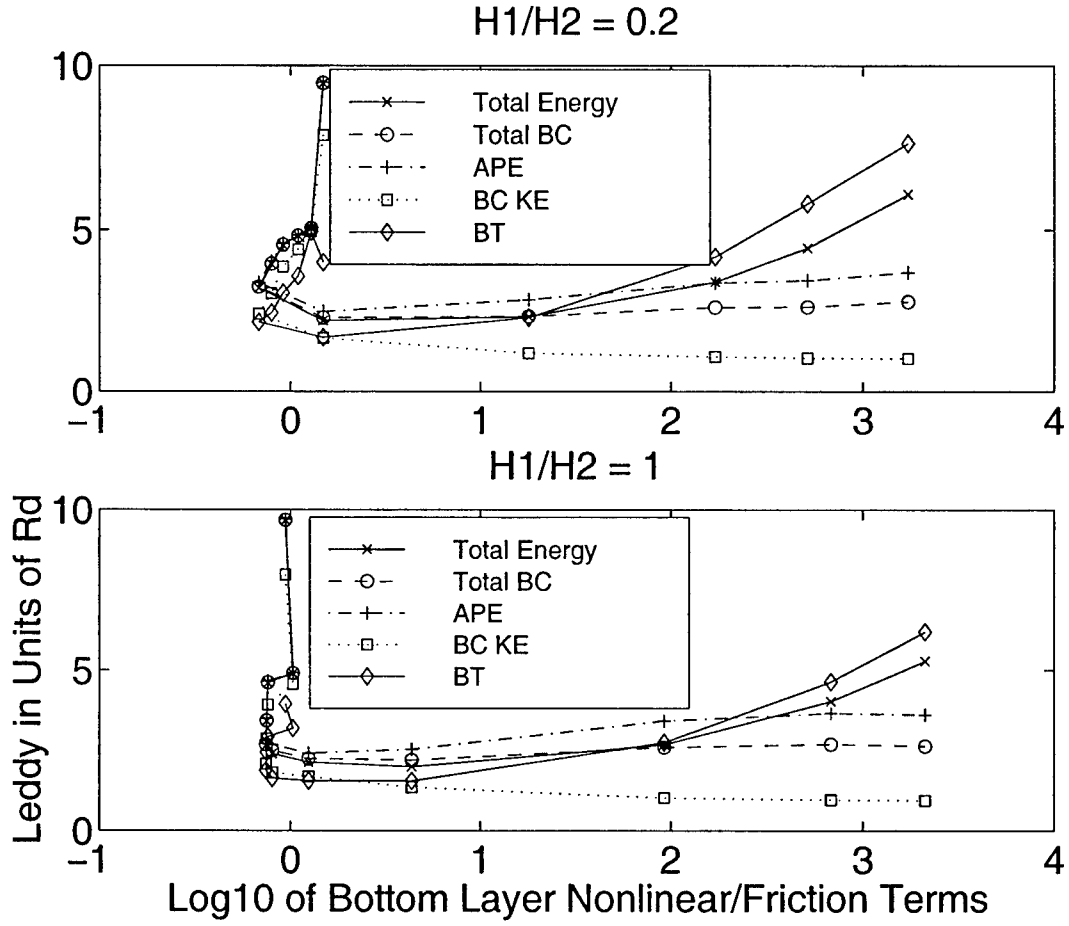 H1/H2 = 0.2
10
5
0
Total Energy
Total BC
APE
BC KE
BT
−1 0 1 2 3 4
H1/H2 = 1
Leddy in Units of Rd
10
5
0
Total Energy
Total BC
APE
BC KE
BT
−1 0 1 2 3 4
Log10 of Bottom Layer Nonlinear/Friction Terms